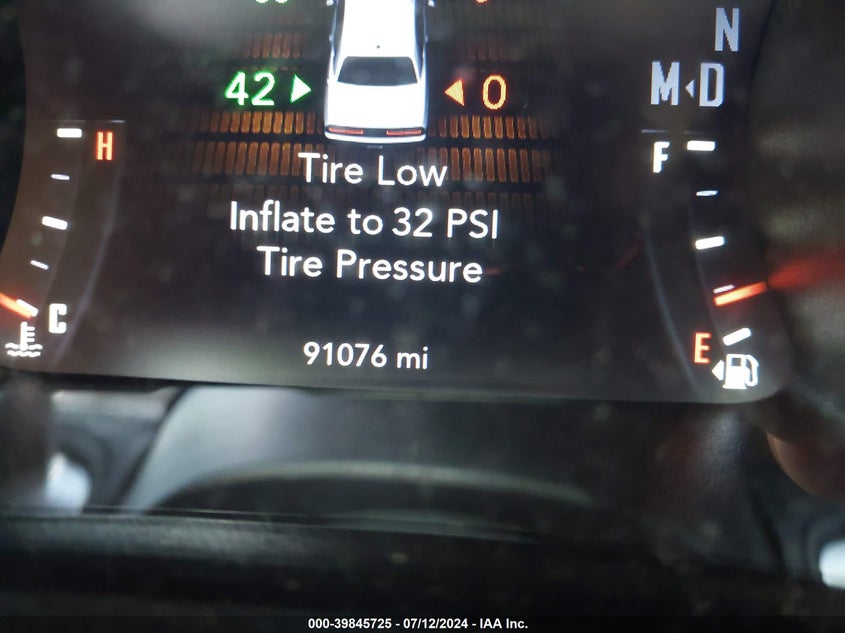 N
42 0
M D
H
F
Tire Low
Inflate to 32 PSI
Tire Pressure
C
E
91076 mi
000-39845725 - 07/12/2024 - IAA Inc.